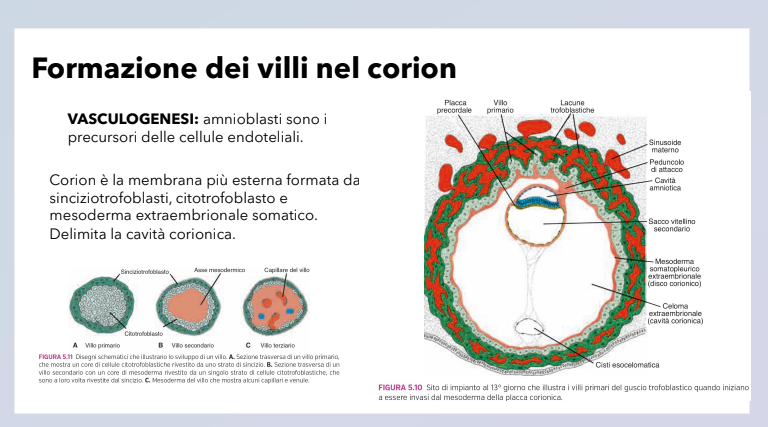 Formazione dei villi nel corion
VASCULOGENESI: amnioblasti sono i
precursori delle cellule endoteliali.
Corion è la membrana più esterna formata da
sinciziotrofoblasti, citotrofoblasto e
mesoderma extraembrionale somatico.
Delimita la cavità corionica.
Sinciziotrofoblasto
Asse mesodermico
Capillare del villo
Citotrofoblasto
A Villo primario
B Villo secondario
C Villo terziario
FIGURA 5.11 Disegni schematici che illustrano lo sviluppo di un villo. A. Sezione trasversa di un villo primario,
che mostra un core di cellule citotrofoblastiche rivestito da uno strato di sincizio. B. Sezione trasversa di un
villo secondario con un core di mesoderma rivestito da un singolo strato di cellule citotrofoblastiche, che
sono a loro volta rivestite dal sincizio. C. Mesoderma del villo che mostra alcuni capillari e venule.
Placca
precordale
Villo
primario
Lacune
trofoblastiche
Sinusoide
materno
Peduncolo
di attacco
Cavità
amniotica
Sacco vitellino
secondario
Mesoderma
somatopleurico
extraembrionale
(disco corionico)
Celoma
extraembrionale
(cavità corionica)
Cisti esocelomatica
FIGURA 5.10 Sito di impianto al 13° giorno che illustra i villi primari del guscio trofoblastico quando iniziano
a essere invasi dal mesoderma della placca corionica.